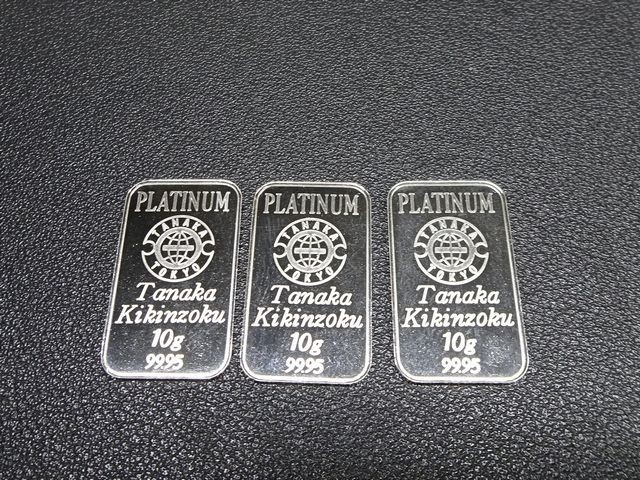 PLATINUM
TANAKA
TOKYO
Tanaka
Kikinzoku
10g
99.95
PLATINUM
TANAKA
TOKYO
Tanaka
Kikinzoku
10g
99.95
PLATINUM
TANAKA
TOKYO
Tanaka
Kikinzoku
10g
99.95